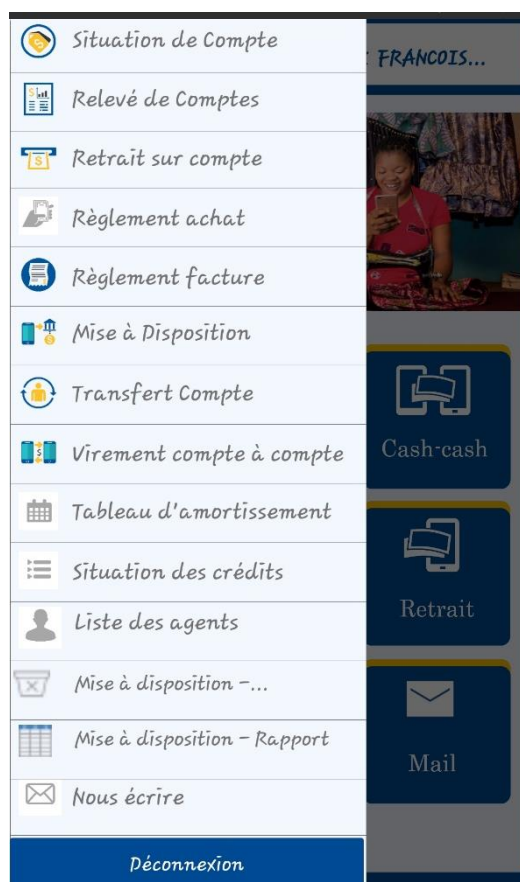 Situation de Compte
FRANCOIS...
Relevé de Comptes
Retrait sur compte
Règlement achat
Règlement facture
Mise à Disposition
Transfert Compte
Virement compte à compte
Cash-cash
Tableau d'amortissement
Situation des crédits
Retrait
Liste des agents
Mise à disposition -...
Mise à disposition - Rapport
Mail
Nous écrire
Déconnexion